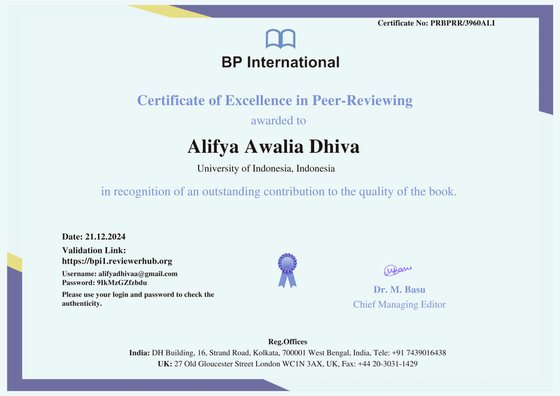 Certificate No: PRBPRR/3960ALI
BP International
Certificate of Excellence in Peer-Reviewing
awarded to
Alifya Awalia Dhiva
University of Indonesia, Indonesia
in recognition of an outstanding contribution to the quality of the book.
Date: 21.12.2024
Validation Link:
https://bpi1.reviewerhub.org
Username: alifyadhivaa@gmail.com
Password: 9IkMzGZfzbdu
Please use your login and password to check the
authenticity.
Dr. M. Basu
Chief Managing Editor
Reg.Offices
India: DH Building, 16, Strand Road, Kolkata, 700001 West Bengal, India, Tele: +91 7439016438
UK: 27 Old Gloucester Street London WC1N 3AX, UK, Fax: +44 20-3031-1429